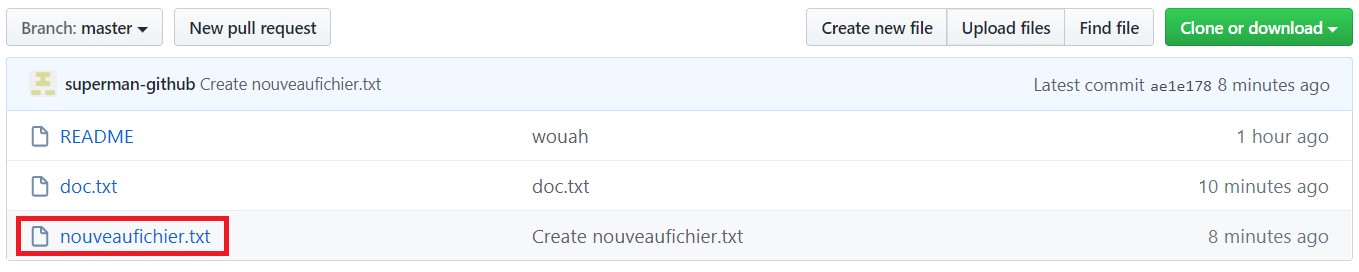 Branch: master New pull request Create new file Upload files Find file Clone or download
superman-github Create nouveaufichier.txt Latest commit ae1e178 8 minutes ago
README wouah 1 hour ago
doc.txt doc.txt 10 minutes ago
nouveaufichier.txt Create nouveaufichier.txt 8 minutes ago